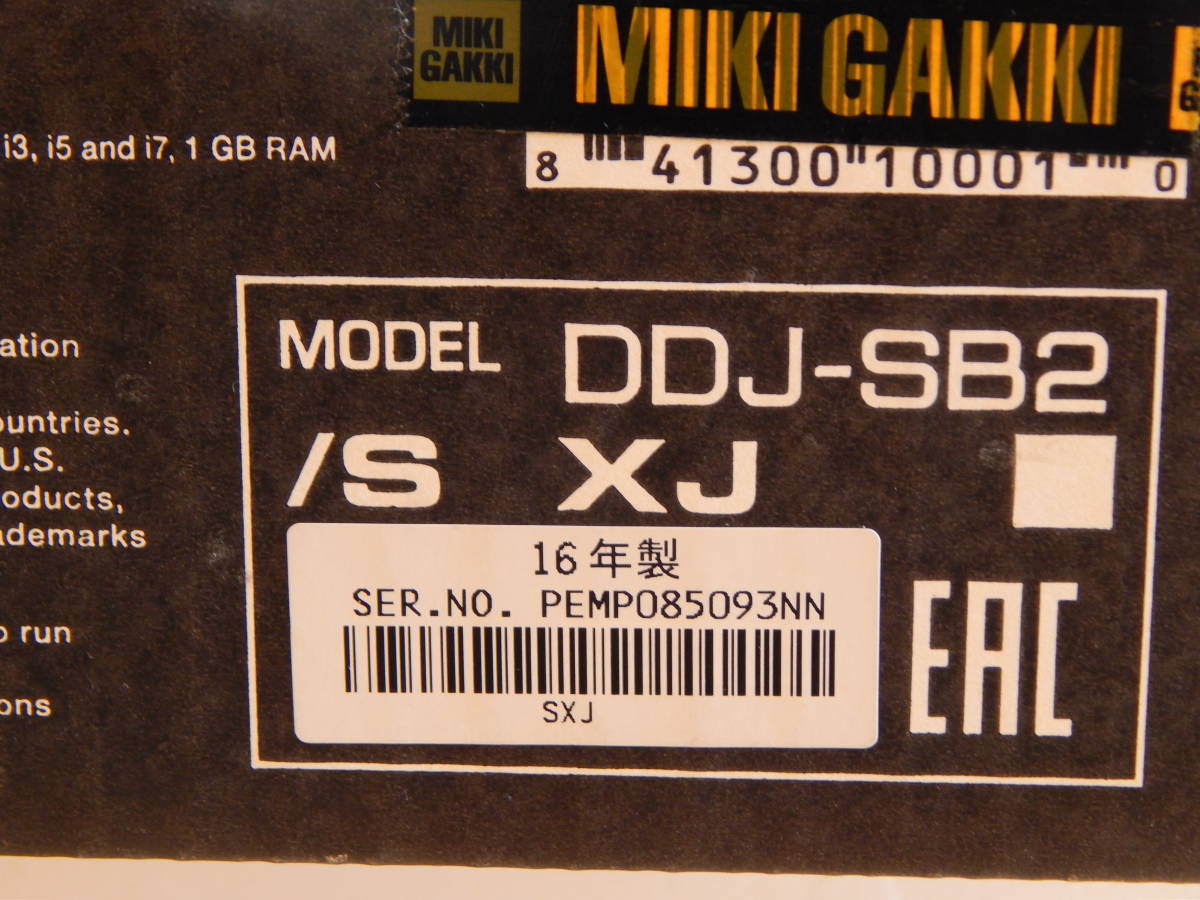 MIKI
GAKKI
MIKI GAKKI
i3, i5 and i7, 1 GB RAM
8 41300 10001 0
MODEL DDJ-SB2
/S XJ
ation
ountries.
U.S.
oducts,
ademarks
16年製
SER.NO. PEMP085093NN
SXJ
EAC
o run
ons